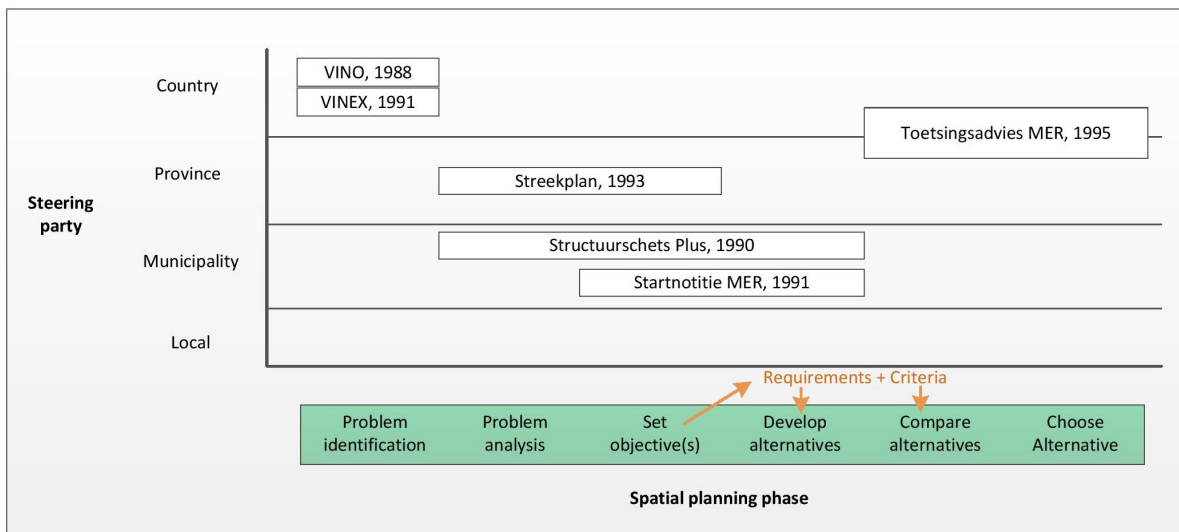 Country
VINO, 1988
VINEX, 1991
Toetsingsadvies MER, 1995
Province
Streekplan, 1993
Steering
party
Structuurschets Plus, 1990
Municipality
Startnotitie MER, 1991
Local
Requirements + Criteria
Problem
identification
Problem
analysis
Set
objective(s)
Develop
alternatives
Compare
alternatives
Choose
Alternative
Spatial planning phase